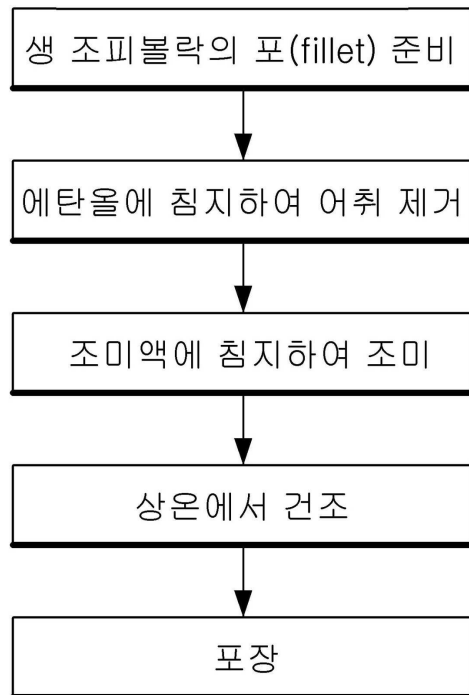 생 조피볼락의 포(fillet) 준비
에탄올에 침지하여 어취 제거
조미액에 침지하여 조미
상온에서 건조
포장